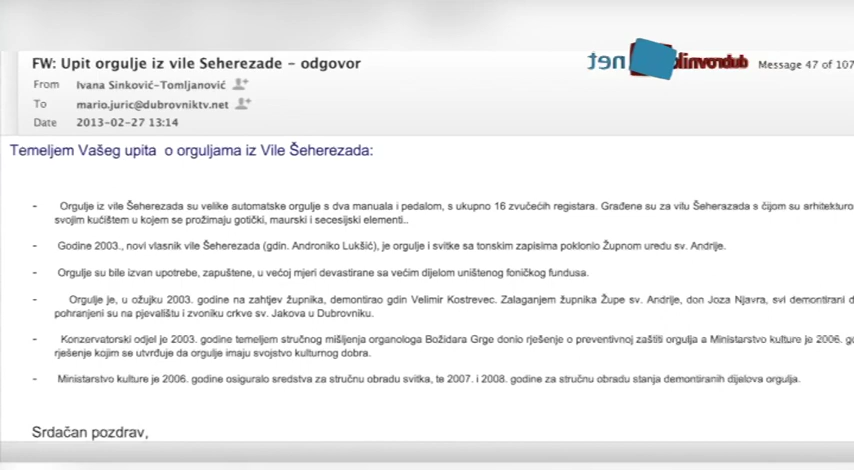 FW: Upit orgulje iz vile Seherezade - odgovor
From Ivana Sinković-Tomljanović
Message 47 of 107
To mario.juric@dubrovniktv.net
Date 2013-02-27 13:14
Temeljem Vašeg upita o orguljama iz Vile Šeherezada:
- Orgulje iz vile Šeherezada su velike automatske orgulje s dva manuala i pedalom, s ukupno 16 zvučećih registara. Građene su za vilu Šeherazada s čijom su
svojim kućištem u kojem se prožimaju gotički, maurski i secesijski elementi..
- Godine 2003., novi vlasnik vile Šeherezada (gdin. Androniko Lukšić), je orgulje i svitke sa tonskim zapisima poklonio Župnom uredu sv. Andrije.
- Orgulje su bile izvan upotrebe, zapuštene, u većoj mjeri devastirane sa većim dijelom uništenog foničkog fundusa.
- Orgulje je, u ožujku 2003. godine na zahtjev župnika, demontirao gdin Velimir Kostrevec. Zalaganjem župnika Župe sv. Andrije, don Joza Njavra, svi demontirani
pohranjeni su na pjevalištu i zvoniku crkve sv. Jakova u Dubrovniku.
- Konzervatorski odjel je 2003. godine temeljem stručnog mišljenja organologa Božidara Grge donio rješenje o preventivnoj zaštiti orgulja a Ministarstvo kulture je 2006.
rješenje kojim se utvrđuje da orgulje imaju svojstvo kulturnog dobra.
- Ministarstvo kulture je 2006. godine osiguralo sredstva za stručnu obradu svitka, te 2007. i 2008. godine za stručnu obradu stanja demontiranih dijelova orgulja.
Srdačan pozdrav,